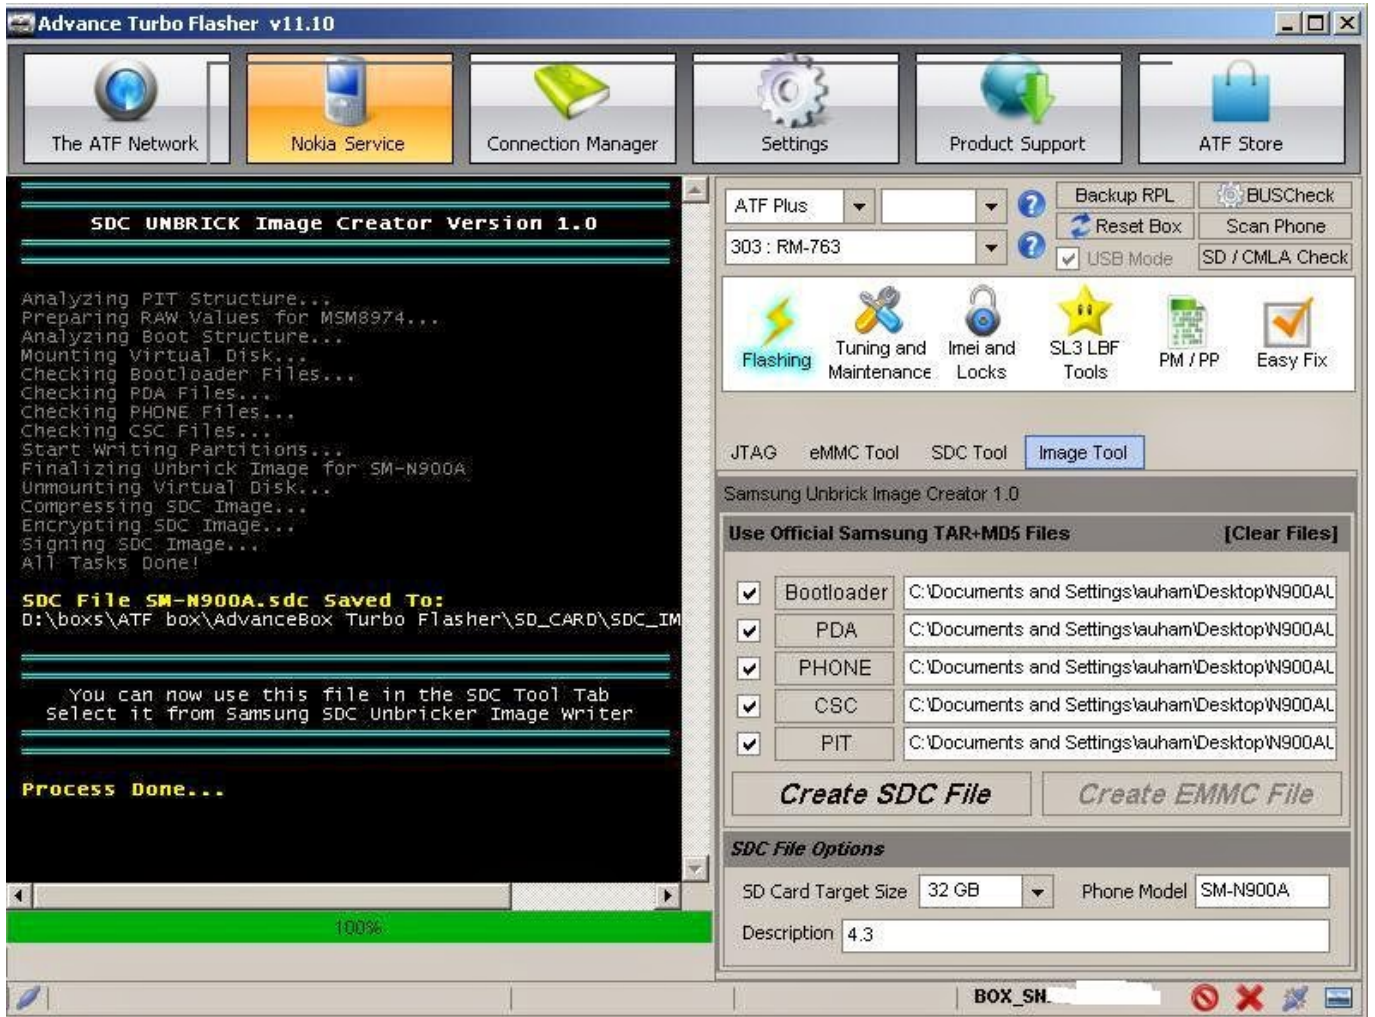 Advance Turbo Flasher v11.10
The ATF Network
Nokia Service
Connection Manager
Settings
Product Support
ATF Store
SDC UNBRICK Image Creator Version 1.0
Analyzing PIT Structure...
Preparing RAW Values for MSM8974...
Analyzing Boot Structure...
Mounting Virtual Disk...
Checking Bootloader Files...
Checking PDA Files...
Checking PHONE Files...
Checking CSC Files...
Start Writing Partitions...
Finalizing Unbrick Image for SM-N900A
Unmounting Virtual Disk...
Compressing SDC Image...
Encrypting SDC Image...
Signing SDC Image...
All Tasks Done!
SDC File SM-N900A.sdc Saved To:
D:\boxs\ATF box\AdvanceBox Turbo Flasher\SD_CARD\SDC_IM
You can now use this file in the SDC Tool Tab
Select it from Samsung SDC Unbricker Image Writer
Process Done...
100%
ATF Plus
Backup RPL
BUSCheck
Reset Box
Scan Phone
303 : RM-763
USB Mode
SD / CMLA Check
Flashing
Tuning and
Maintenance
Imei and
Locks
SL3 LBF
Tools
PM / PP
Easy Fix
JTAG
eMMC Tool
SDC Tool
Image Tool
Samsung Unbrick Image Creator 1.0
Use Official Samsung TAR+MD5 Files
[Clear Files]
Bootloader
C:\Documents and Settings\auham\Desktop\N900AU
PDA
C:\Documents and Settings\auham\Desktop\N900AU
PHONE
C:\Documents and Settings\auham\Desktop\N900AU
CSC
C:\Documents and Settings\auham\Desktop\N900AU
PIT
C:\Documents and Settings\auham\Desktop\N900AU
Create SDC File
Create EMMC File
SDC File Options
SD Card Target Size
32 GB
Phone Model
SM-N900A
Description
4.3
BOX_SN